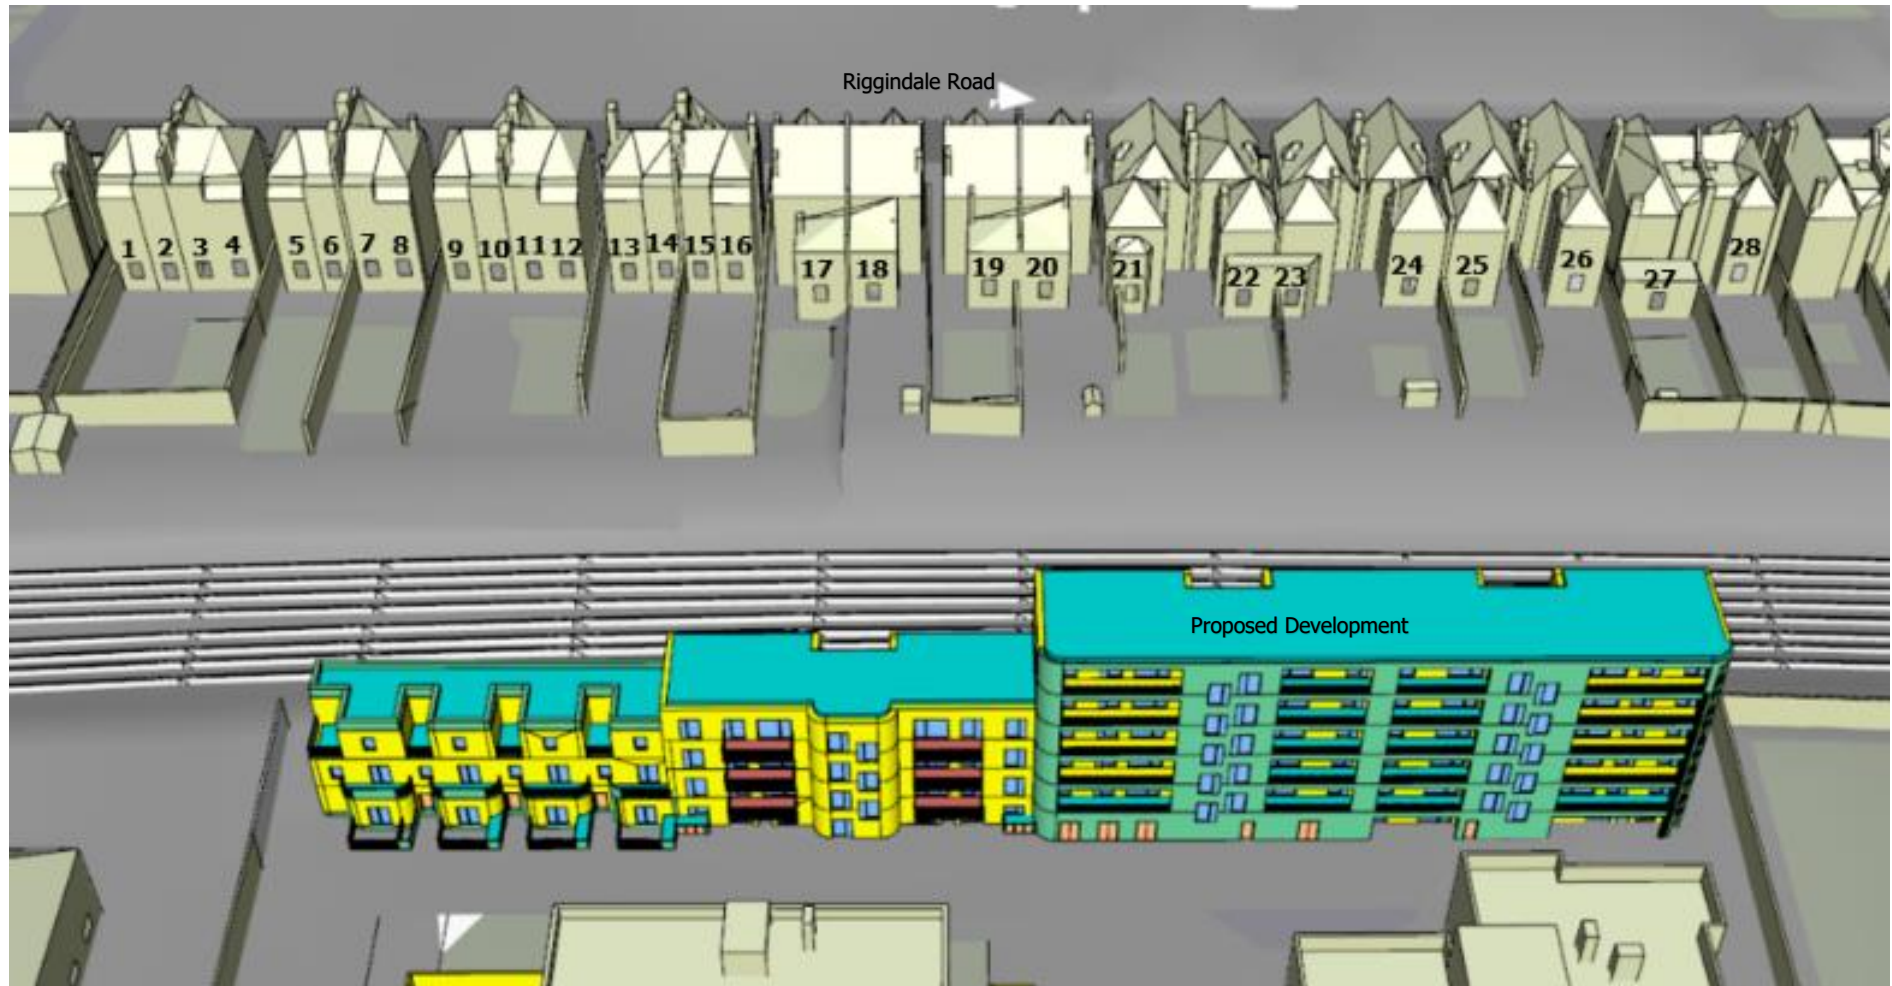 Riggindale Road
1 2 3 4 5 6 7 8 9 10 11 12 13 14 15 16
17 18 19 20 21 22 23 24 25 26 27 28
Proposed Development